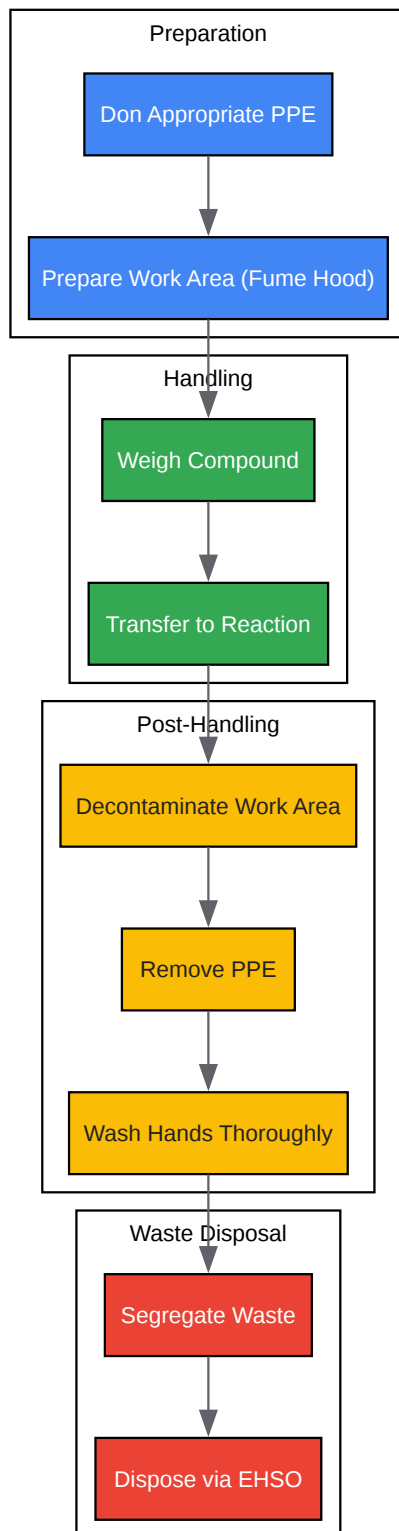 Preparation
Don Appropriate PPE
Prepare Work Area (Fume Hood)
Handling
Weigh Compound
Transfer to Reaction
Post-Handling
Decontaminate Work Area
Remove PPE
Wash Hands Thoroughly
Waste Disposal
Segregate Waste
Dispose via EHSO